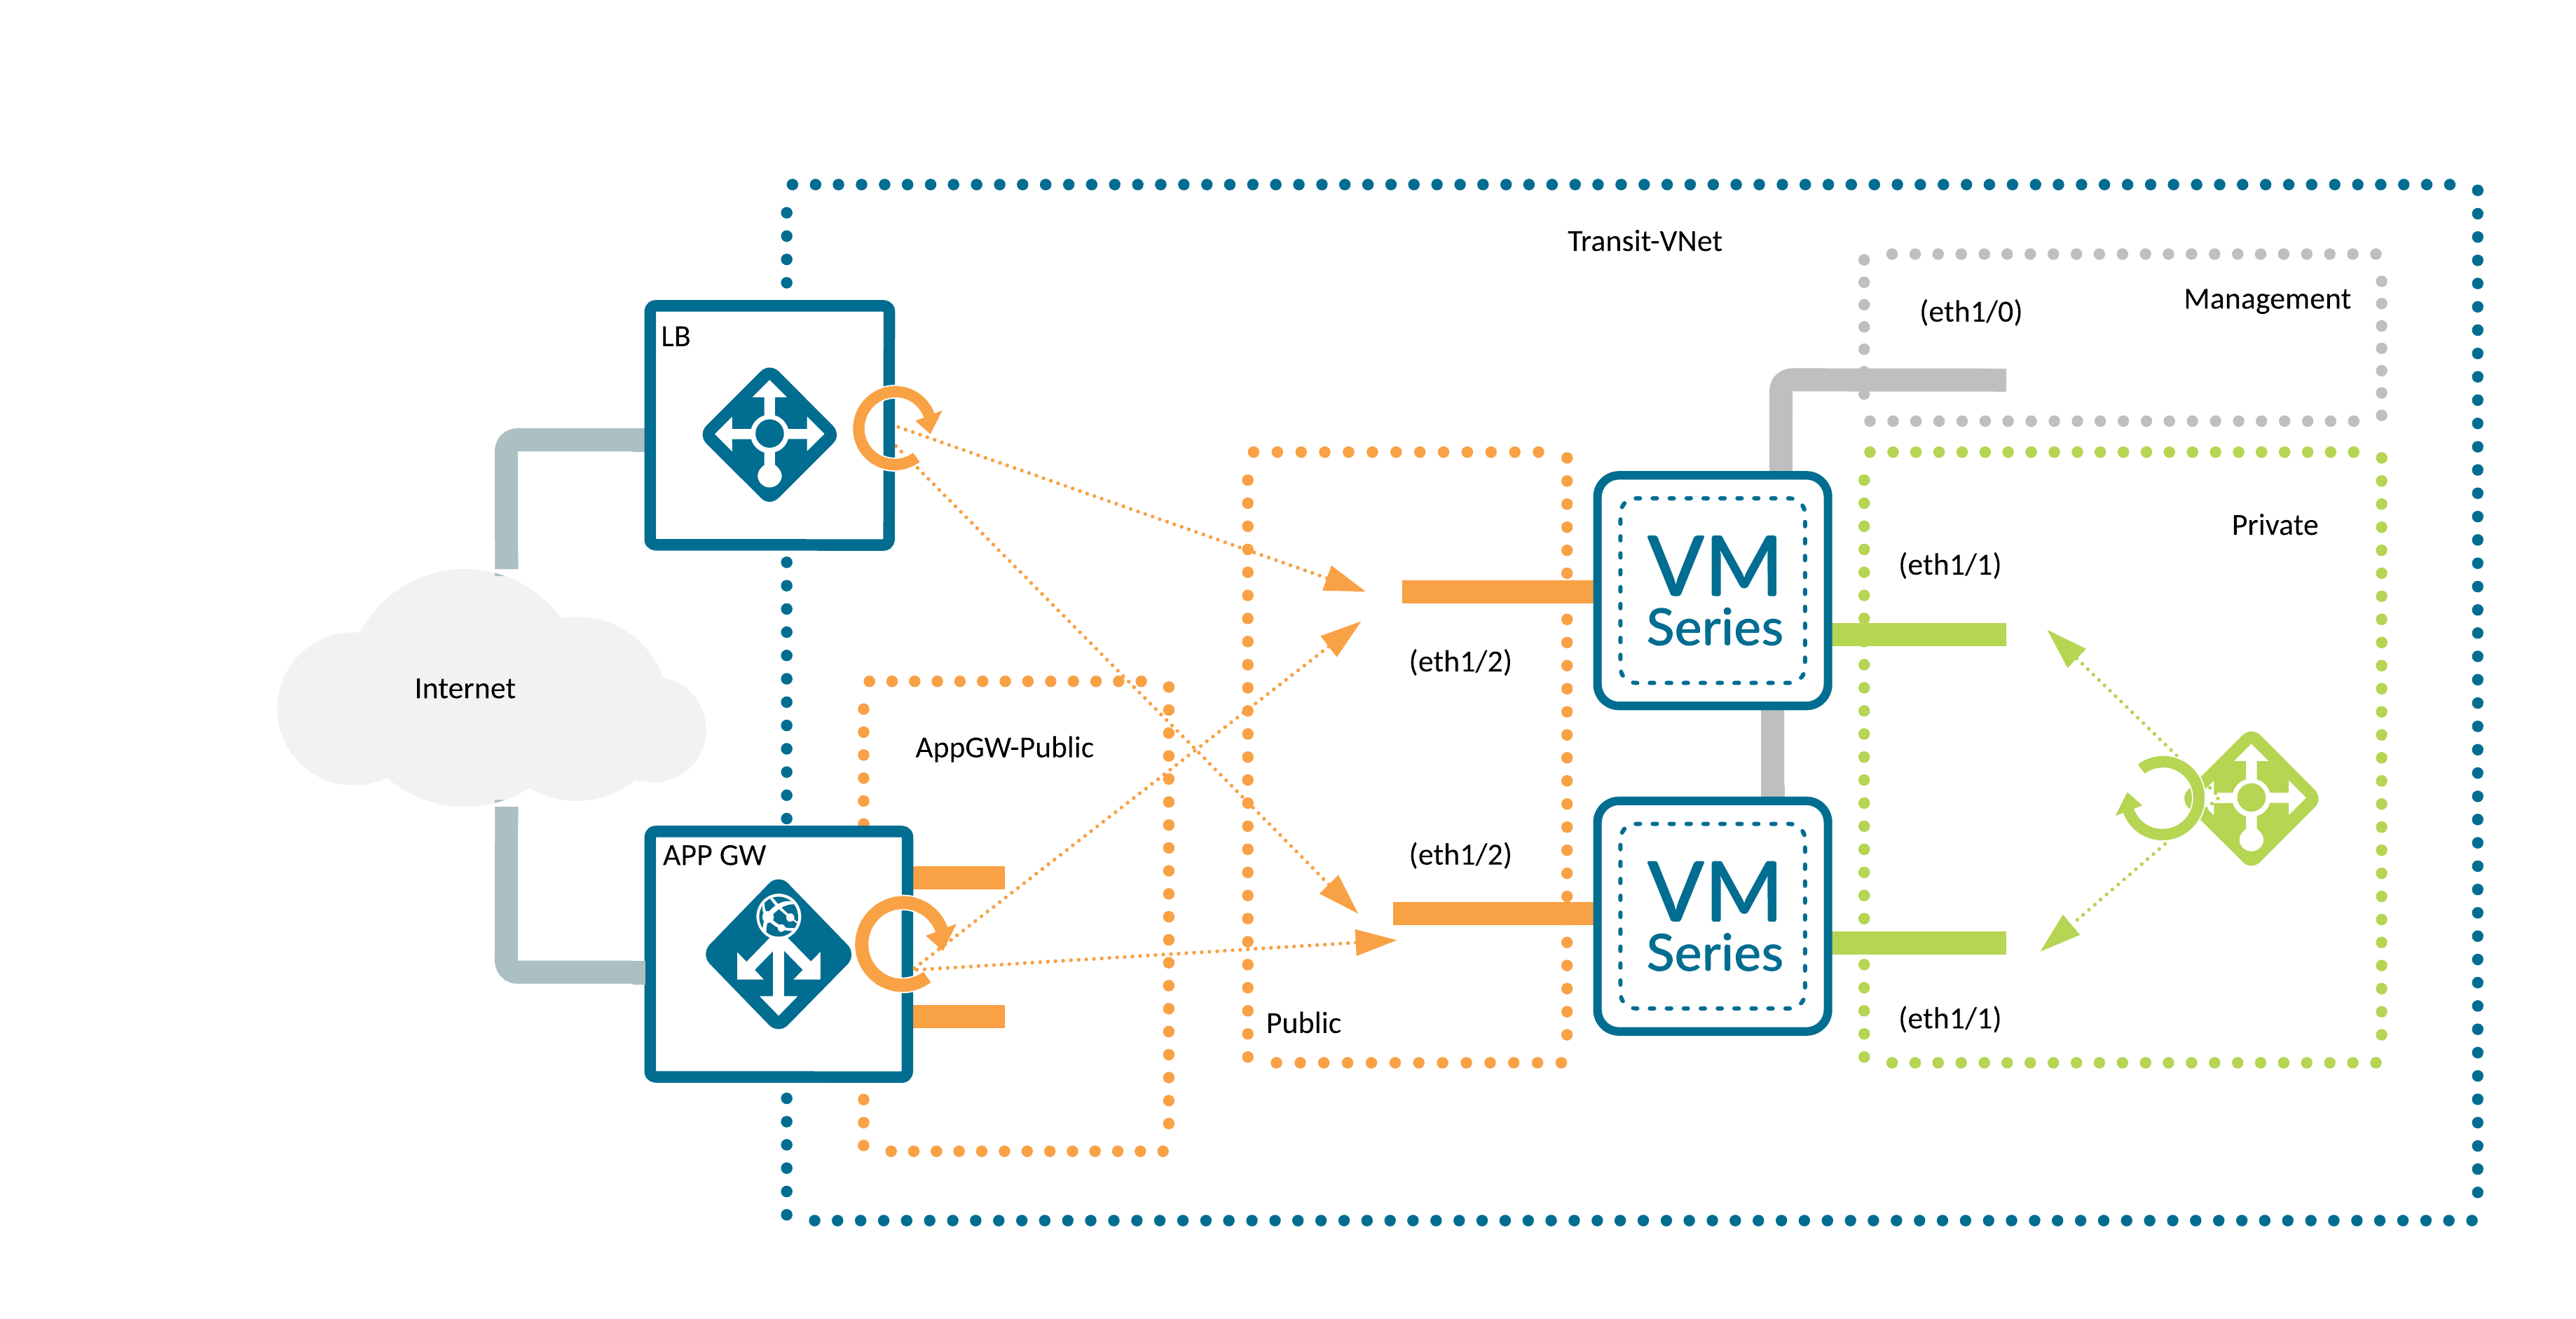 Transit-VNet
Management
(eth1/0)
LB
Private
VM
Series
(eth1/1)
(eth1/2)
Internet
AppGW-Public
APP GW
(eth1/2)
VM
Series
Public
(eth1/1)